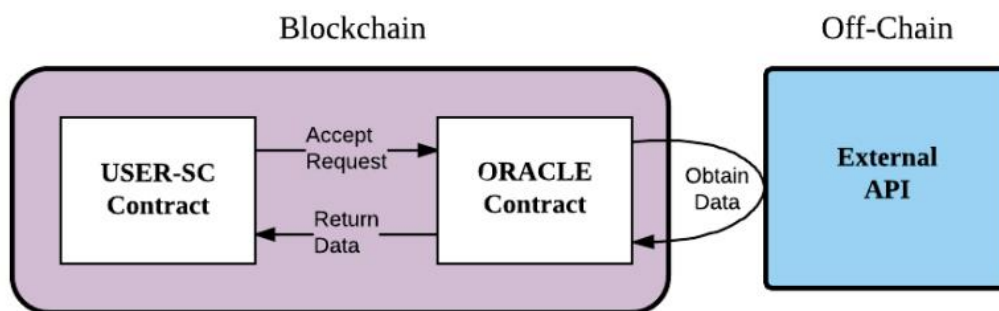 Blockchain
Off-Chain
USER-SC
Contract
Accept
Request
Return
Data
ORACLE
Contract
Obtain
Data
External
API